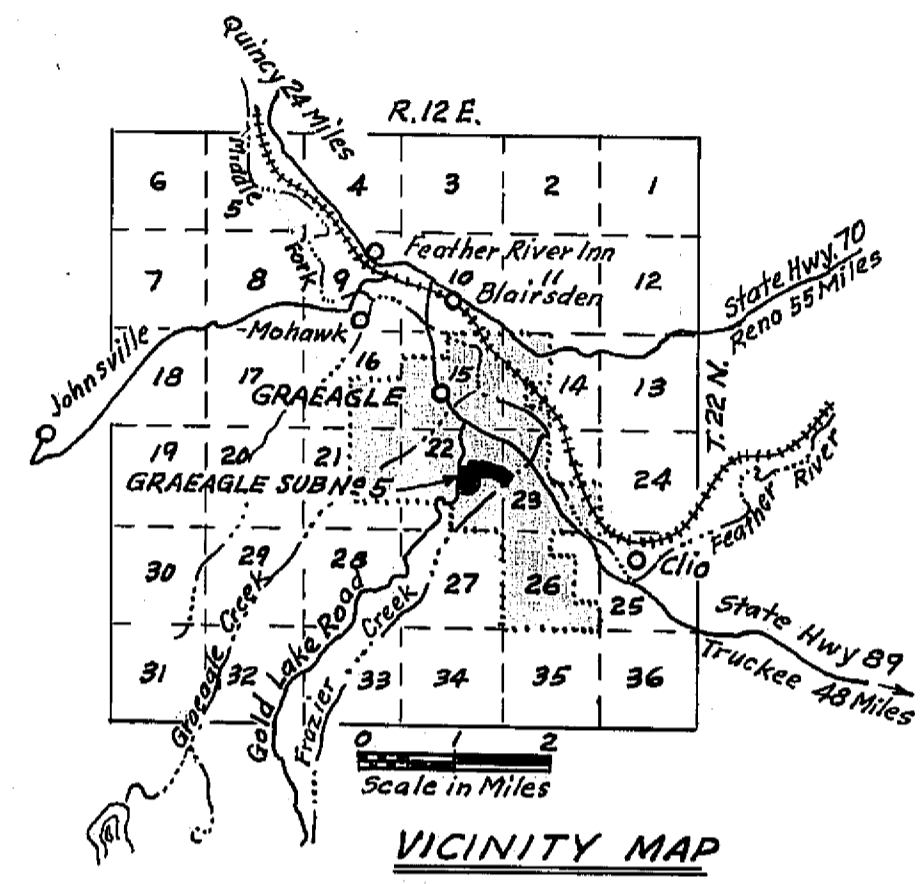 Quincy 24 Miles
R. 12 E.
6
5
4
3
2
1
Middle
Fork
Feather River Inn
7
8
9
10
11
12
Blairsden
State Hwy. 70
Reno 55 Miles
Mohawk
Johnsville
18
17
16
15
14
13
T. 22 N.
GRAEAGLE
19
20
21
22
23
24
GRAEAGLE SUB No 5
Feather River
Clio
30
29
28
27
26
25
State Hwy 89
Truckee 48 Miles
Graeagle Creek
Gold Lake Road
Frazier Creek
31
32
33
34
35
36
0 1 2
Scale in Miles
VICINITY MAP